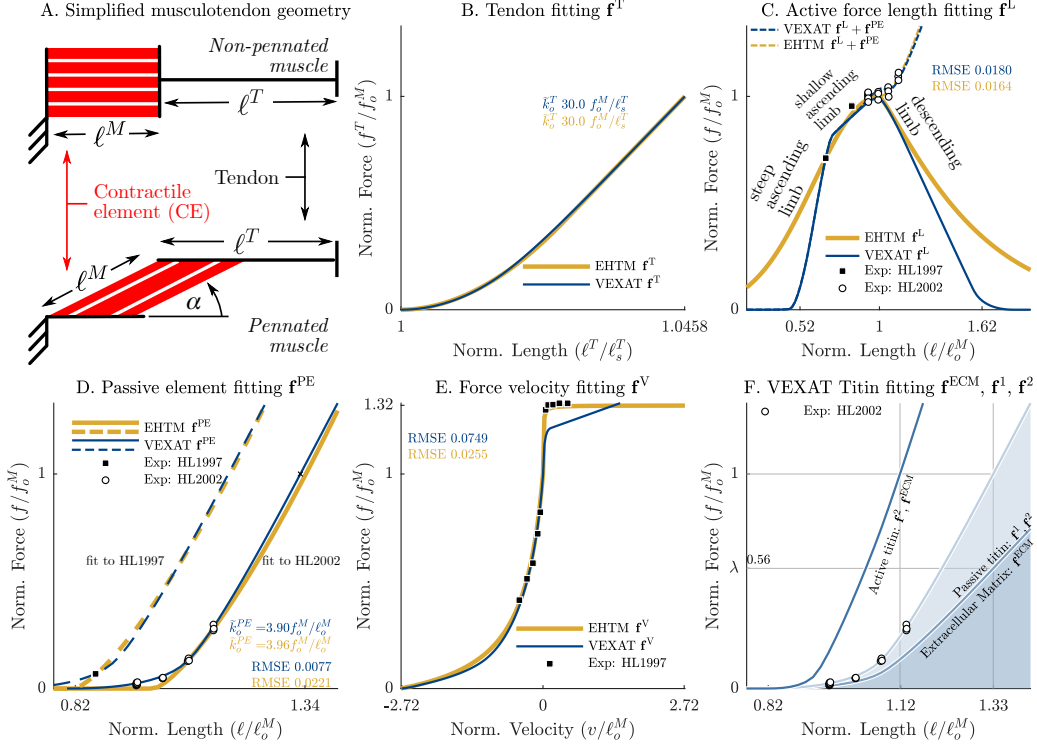 A. Simplified musculotendon geometry
Non-pennated
muscle
ℓ^T
ℓ^M
Contractile
element (CE)
Tendon
ℓ^T
ℓ^M
α
Pennated
muscle
B. Tendon fitting f^T
Norm. Force (f^T/f_o^M)
1
0
k̃_o^T 30.0 f_o^M/ℓ_s^T
k̃_o^T 30.0 f_o^M/ℓ_s^T
EHTM f^T
VEXAT f^T
1
1.0458
Norm. Length (ℓ^T/ℓ_s^T)
C. Active force length fitting f^L
VEXAT f^L + f^PE
EHTM f^L + f^PE
RMSE 0.0180
RMSE 0.0164
shallow
ascending
limb
descending
limb
steep
ascending
limb
Norm. Force (f/f_o^M)
1
0
EHTM f^L
VEXAT f^L
Exp: HL1997
Exp: HL2002
0.52
1
1.62
Norm. Length (ℓ/ℓ_o^M)
D. Passive element fitting f^PE
EHTM f^PE
VEXAT f^PE
Exp: HL1997
Exp: HL2002
Norm. Force (f/f_o^M)
1
0
fit to HL1997
fit to HL2002
k̃_o^PE =3.90f_o^M/ℓ_o^M
k̃_o^PE =3.96f_o^M/ℓ_o^M
RMSE 0.0077
RMSE 0.0221
0.82
1.34
Norm. Length (ℓ/ℓ_o^M)
E. Force velocity fitting f^V
1.32
RMSE 0.0749
RMSE 0.0255
Norm. Force (f/f_o^M)
0
EHTM f^V
VEXAT f^V
Exp: HL1997
-2.72
0
2.72
Norm. Velocity (v/ℓ_o^M)
F. VEXAT Titin fitting f^ECM, f^1, f^2
Exp: HL2002
Norm. Force (f/f_o^M)
1
λ
0.56
0
Active titin: f^2, f^ECM
Passive titin: f^1, f^2
Extracellular Matrix: f^ECM
0.82
1.12
1.33
Norm. Length (ℓ/ℓ_o^M)